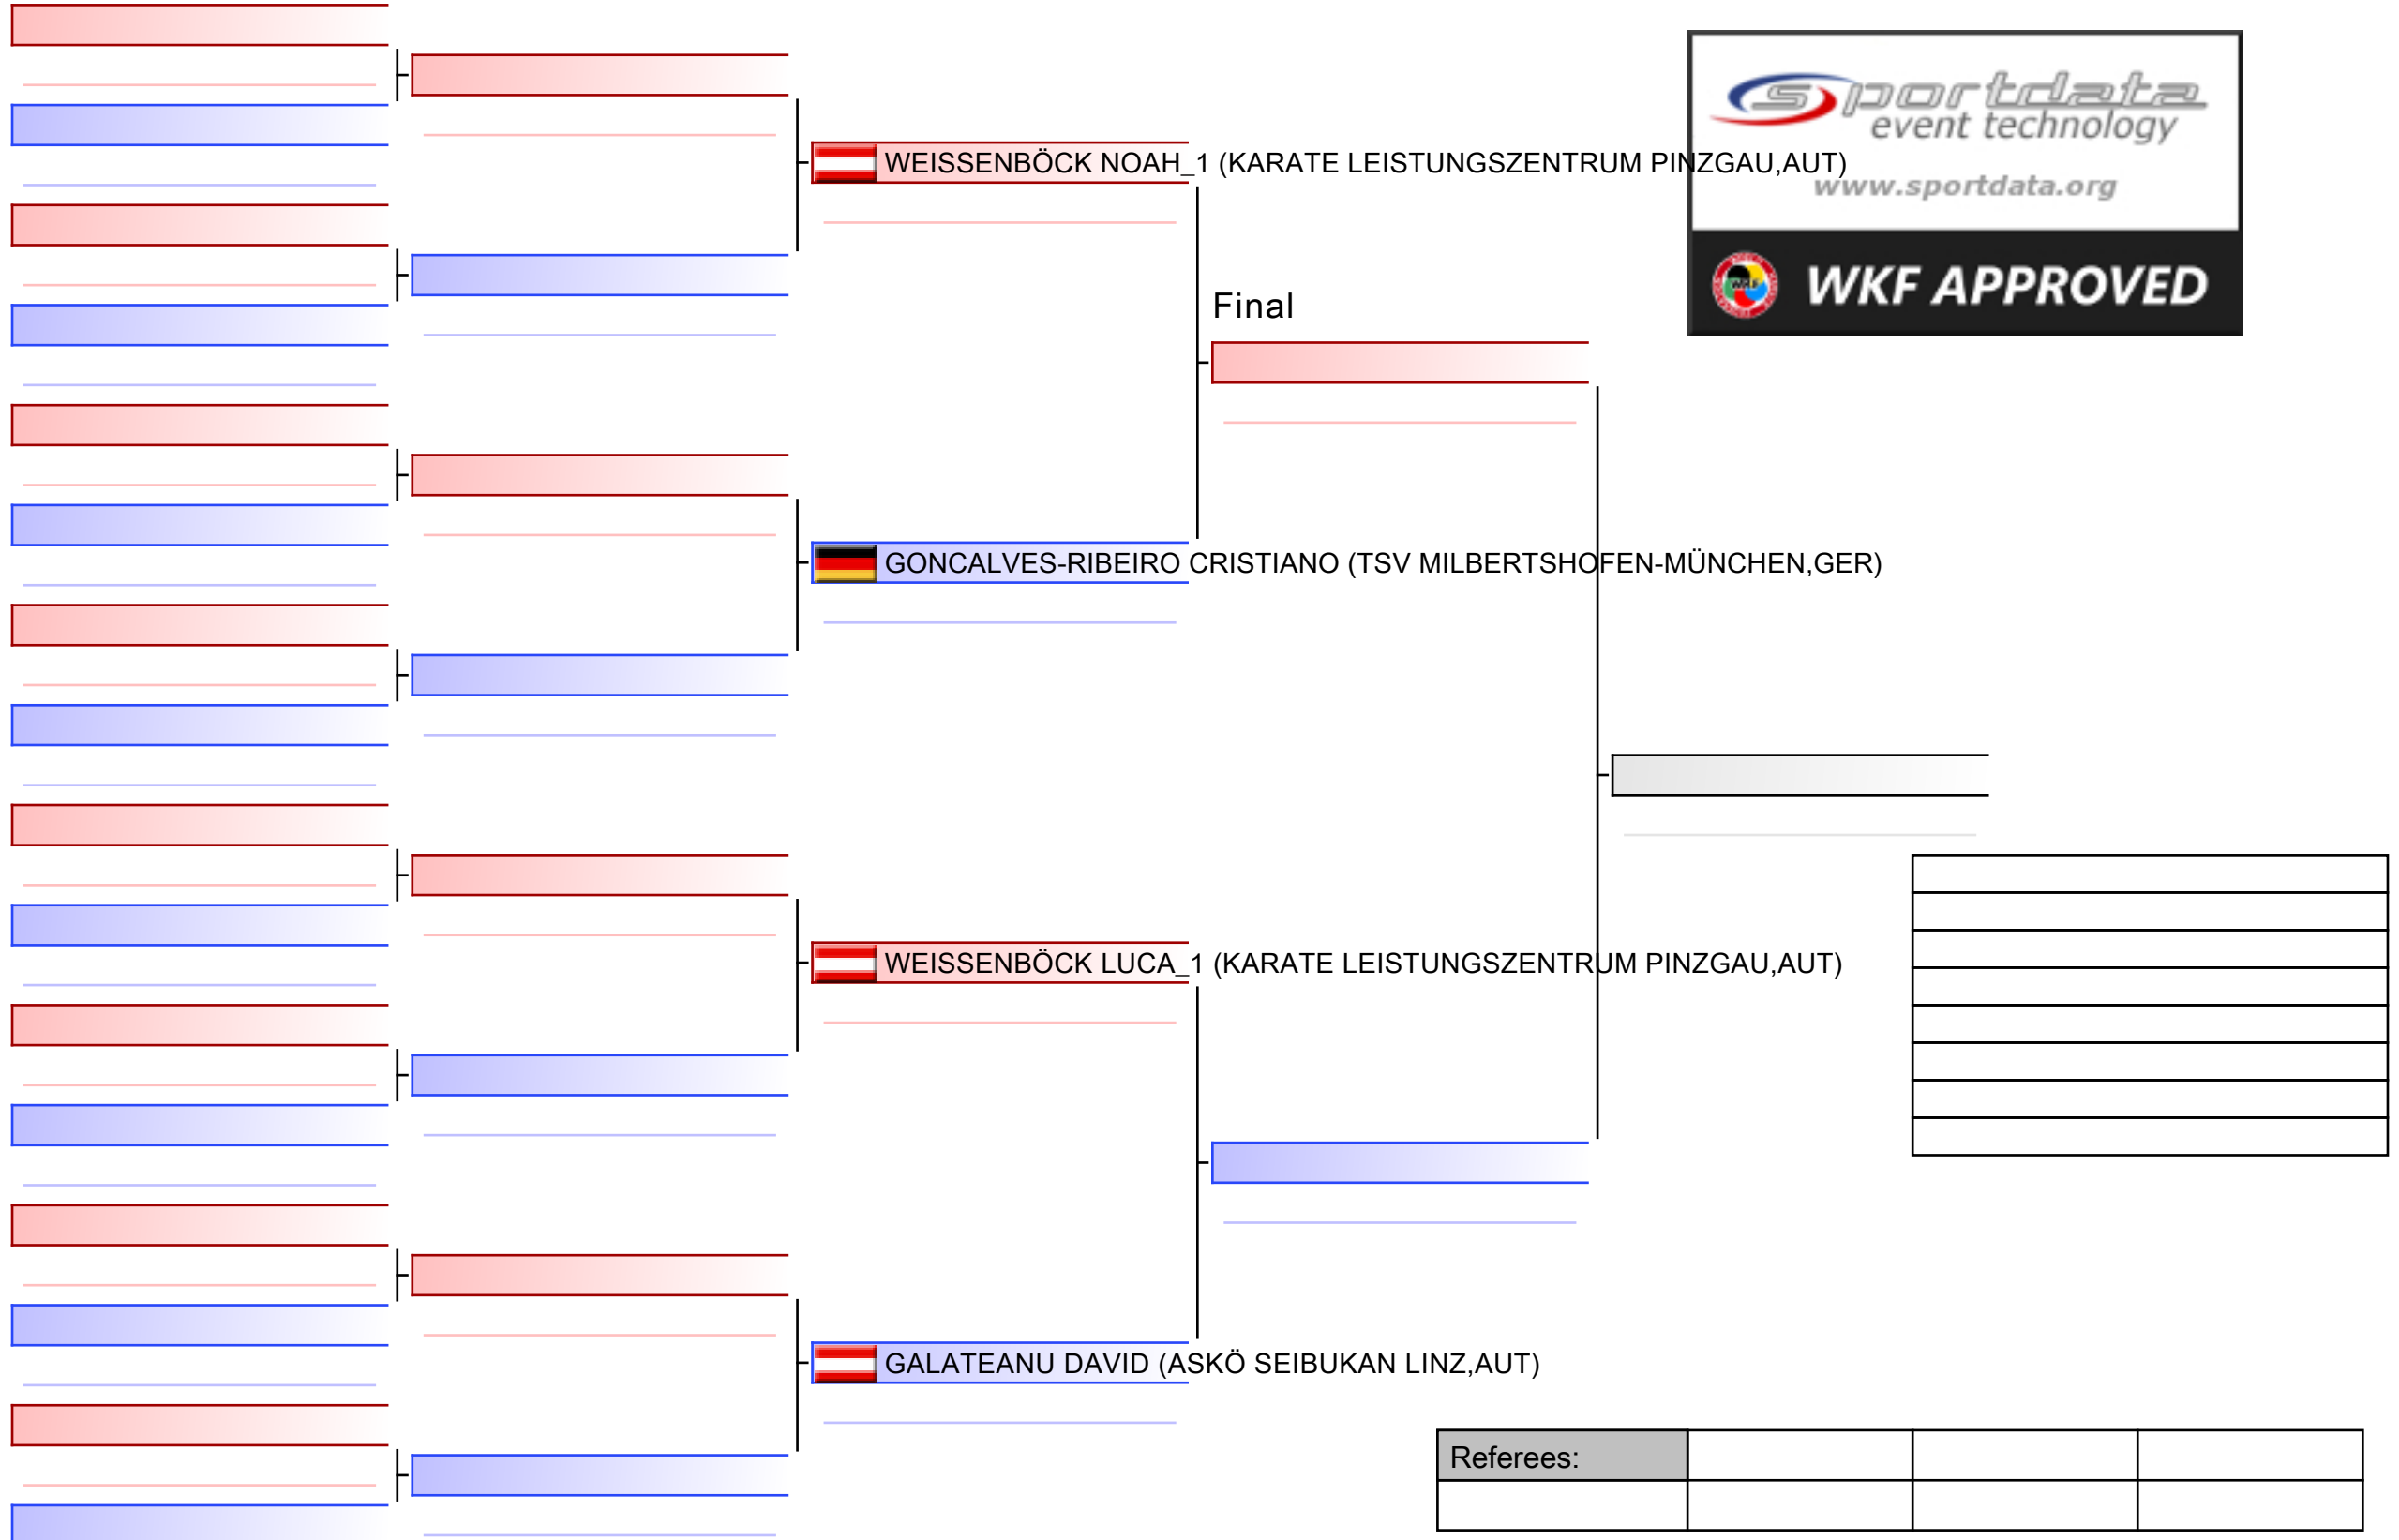 sportdata
event technology
www.sportdata.org
WKF APPROVED
WEISSENBÖCK NOAH_1 (KARATE LEISTUNGSZENTRUM PINZGAU,AUT)
Final
GONCALVES-RIBEIRO CRISTIANO (TSV MILBERTSHOFEN-MÜNCHEN,GER)
WEISSENBÖCK LUCA_1 (KARATE LEISTUNGSZENTRUM PINZGAU,AUT)
GALATEANU DAVID (ASKÖ SEIBUKAN LINZ,AUT)
Referees: